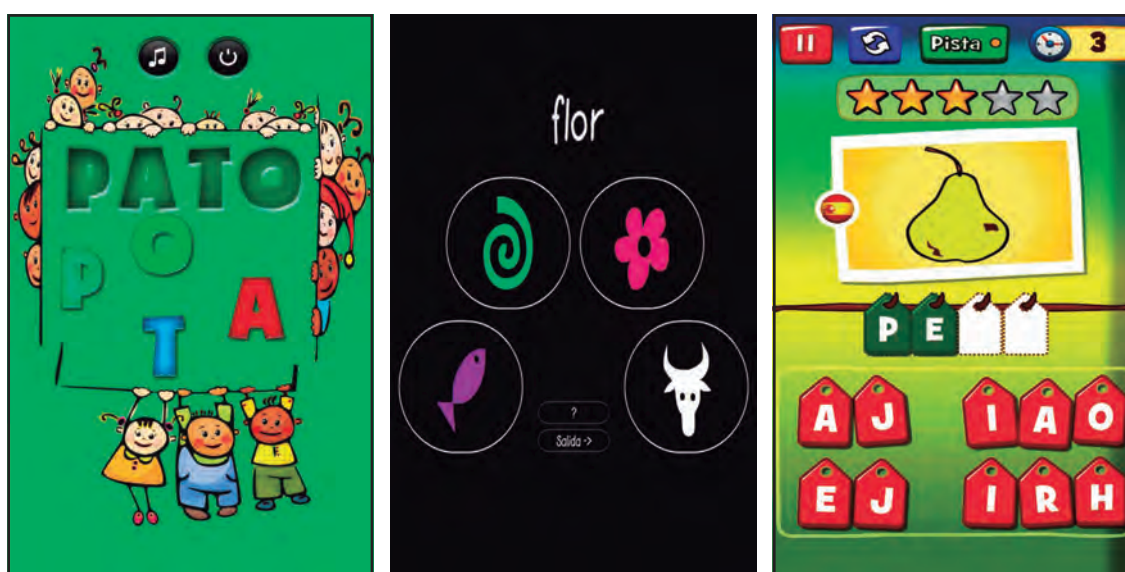 PATO
O
P
A
T
E
flor
?
Salida ->
Pista
3
P E
A J I A O
E J I R H